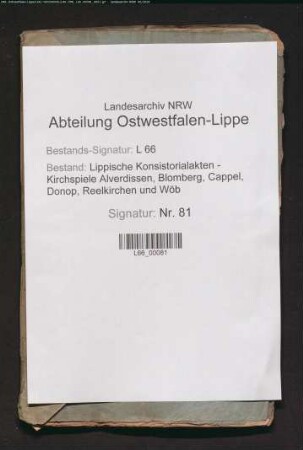 Landesarchiv NRW
Abteilung Ostwestfalen-Lippe
Bestands-Signatur: L 66
Bestand: Lippische Konsistorialakten -
Kirchspiele Alverdissen, Blomberg, Cappel,
Donop, Reelkirchen und Wöb
Signatur: Nr. 81
L66_00081